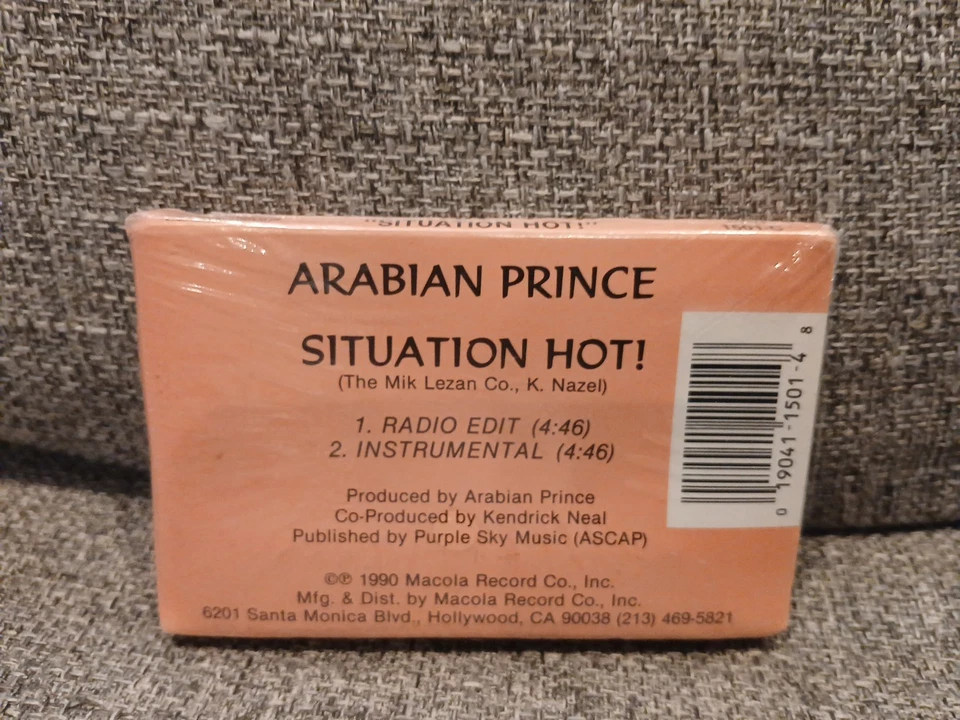 "SITUATION HOT!"
1501-C
ARABIAN PRINCE
SITUATION HOT!
(The Mik Lezan Co., K. Nazel)
1. RADIO EDIT (4:46)
2. INSTRUMENTAL (4:46)
Produced by Arabian Prince
Co-Produced by Kendrick Neal
Published by Purple Sky Music (ASCAP)
©℗ 1990 Macola Record Co., Inc.
Mfg. & Dist. by Macola Record Co., Inc.
6201 Santa Monica Blvd., Hollywood, CA 90038 (213) 469-5821
0 19041-1501-4 8